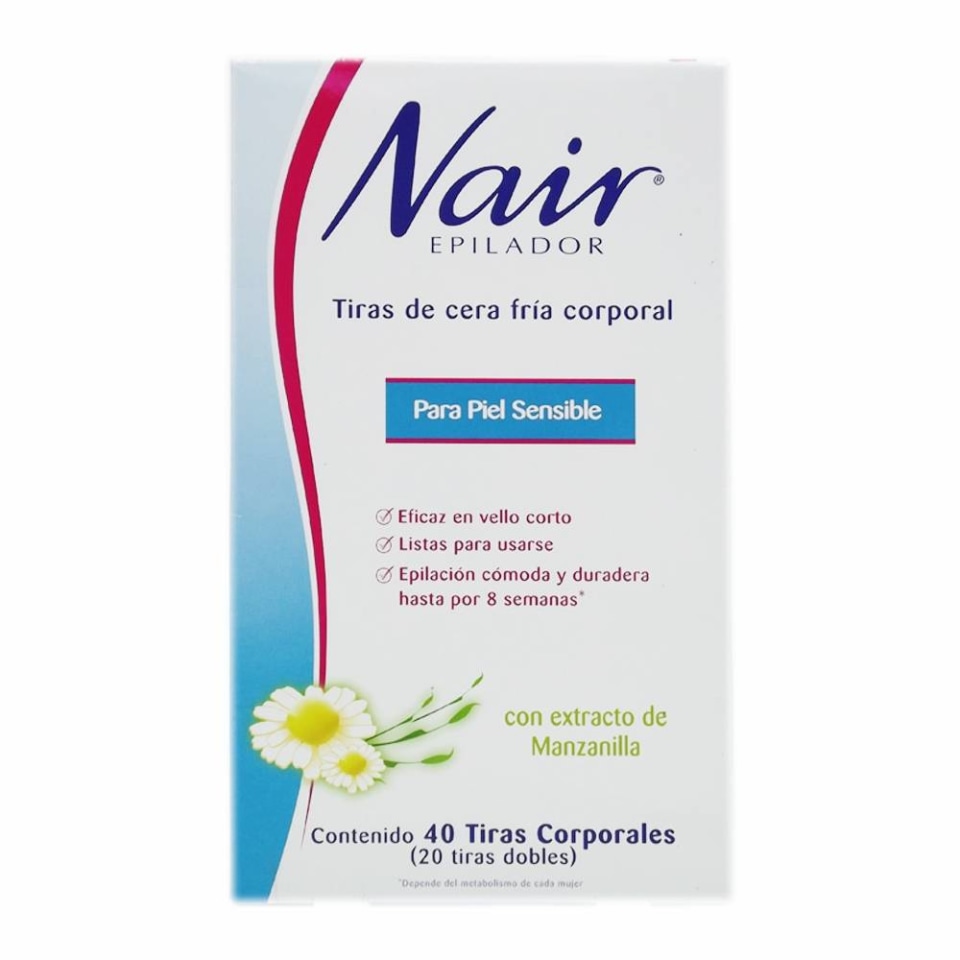 Nair®
EPILADOR
Tiras de cera fría corporal
Para Piel Sensible
Eficaz en vello corto
Listas para usarse
Epilación cómoda y duradera
hasta por 8 semanas*
con extracto de
Manzanilla
Contenido 40 Tiras Corporales
(20 tiras dobles)
*Depende del metabolismo de cada mujer